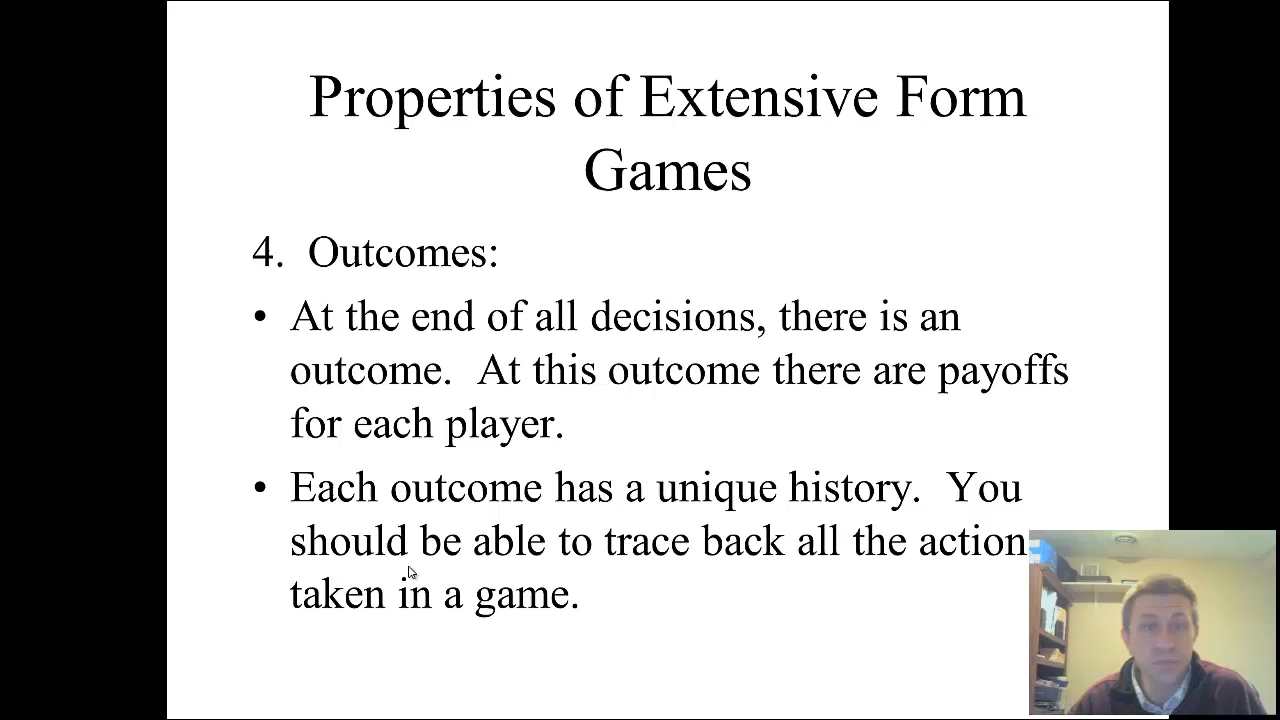 Properties of Extensive Form
Games
4. Outcomes:
• At the end of all decisions, there is an
outcome. At this outcome there are payoffs
for each player.
• Each outcome has a unique history. You
should be able to trace back all the action
taken in a game.